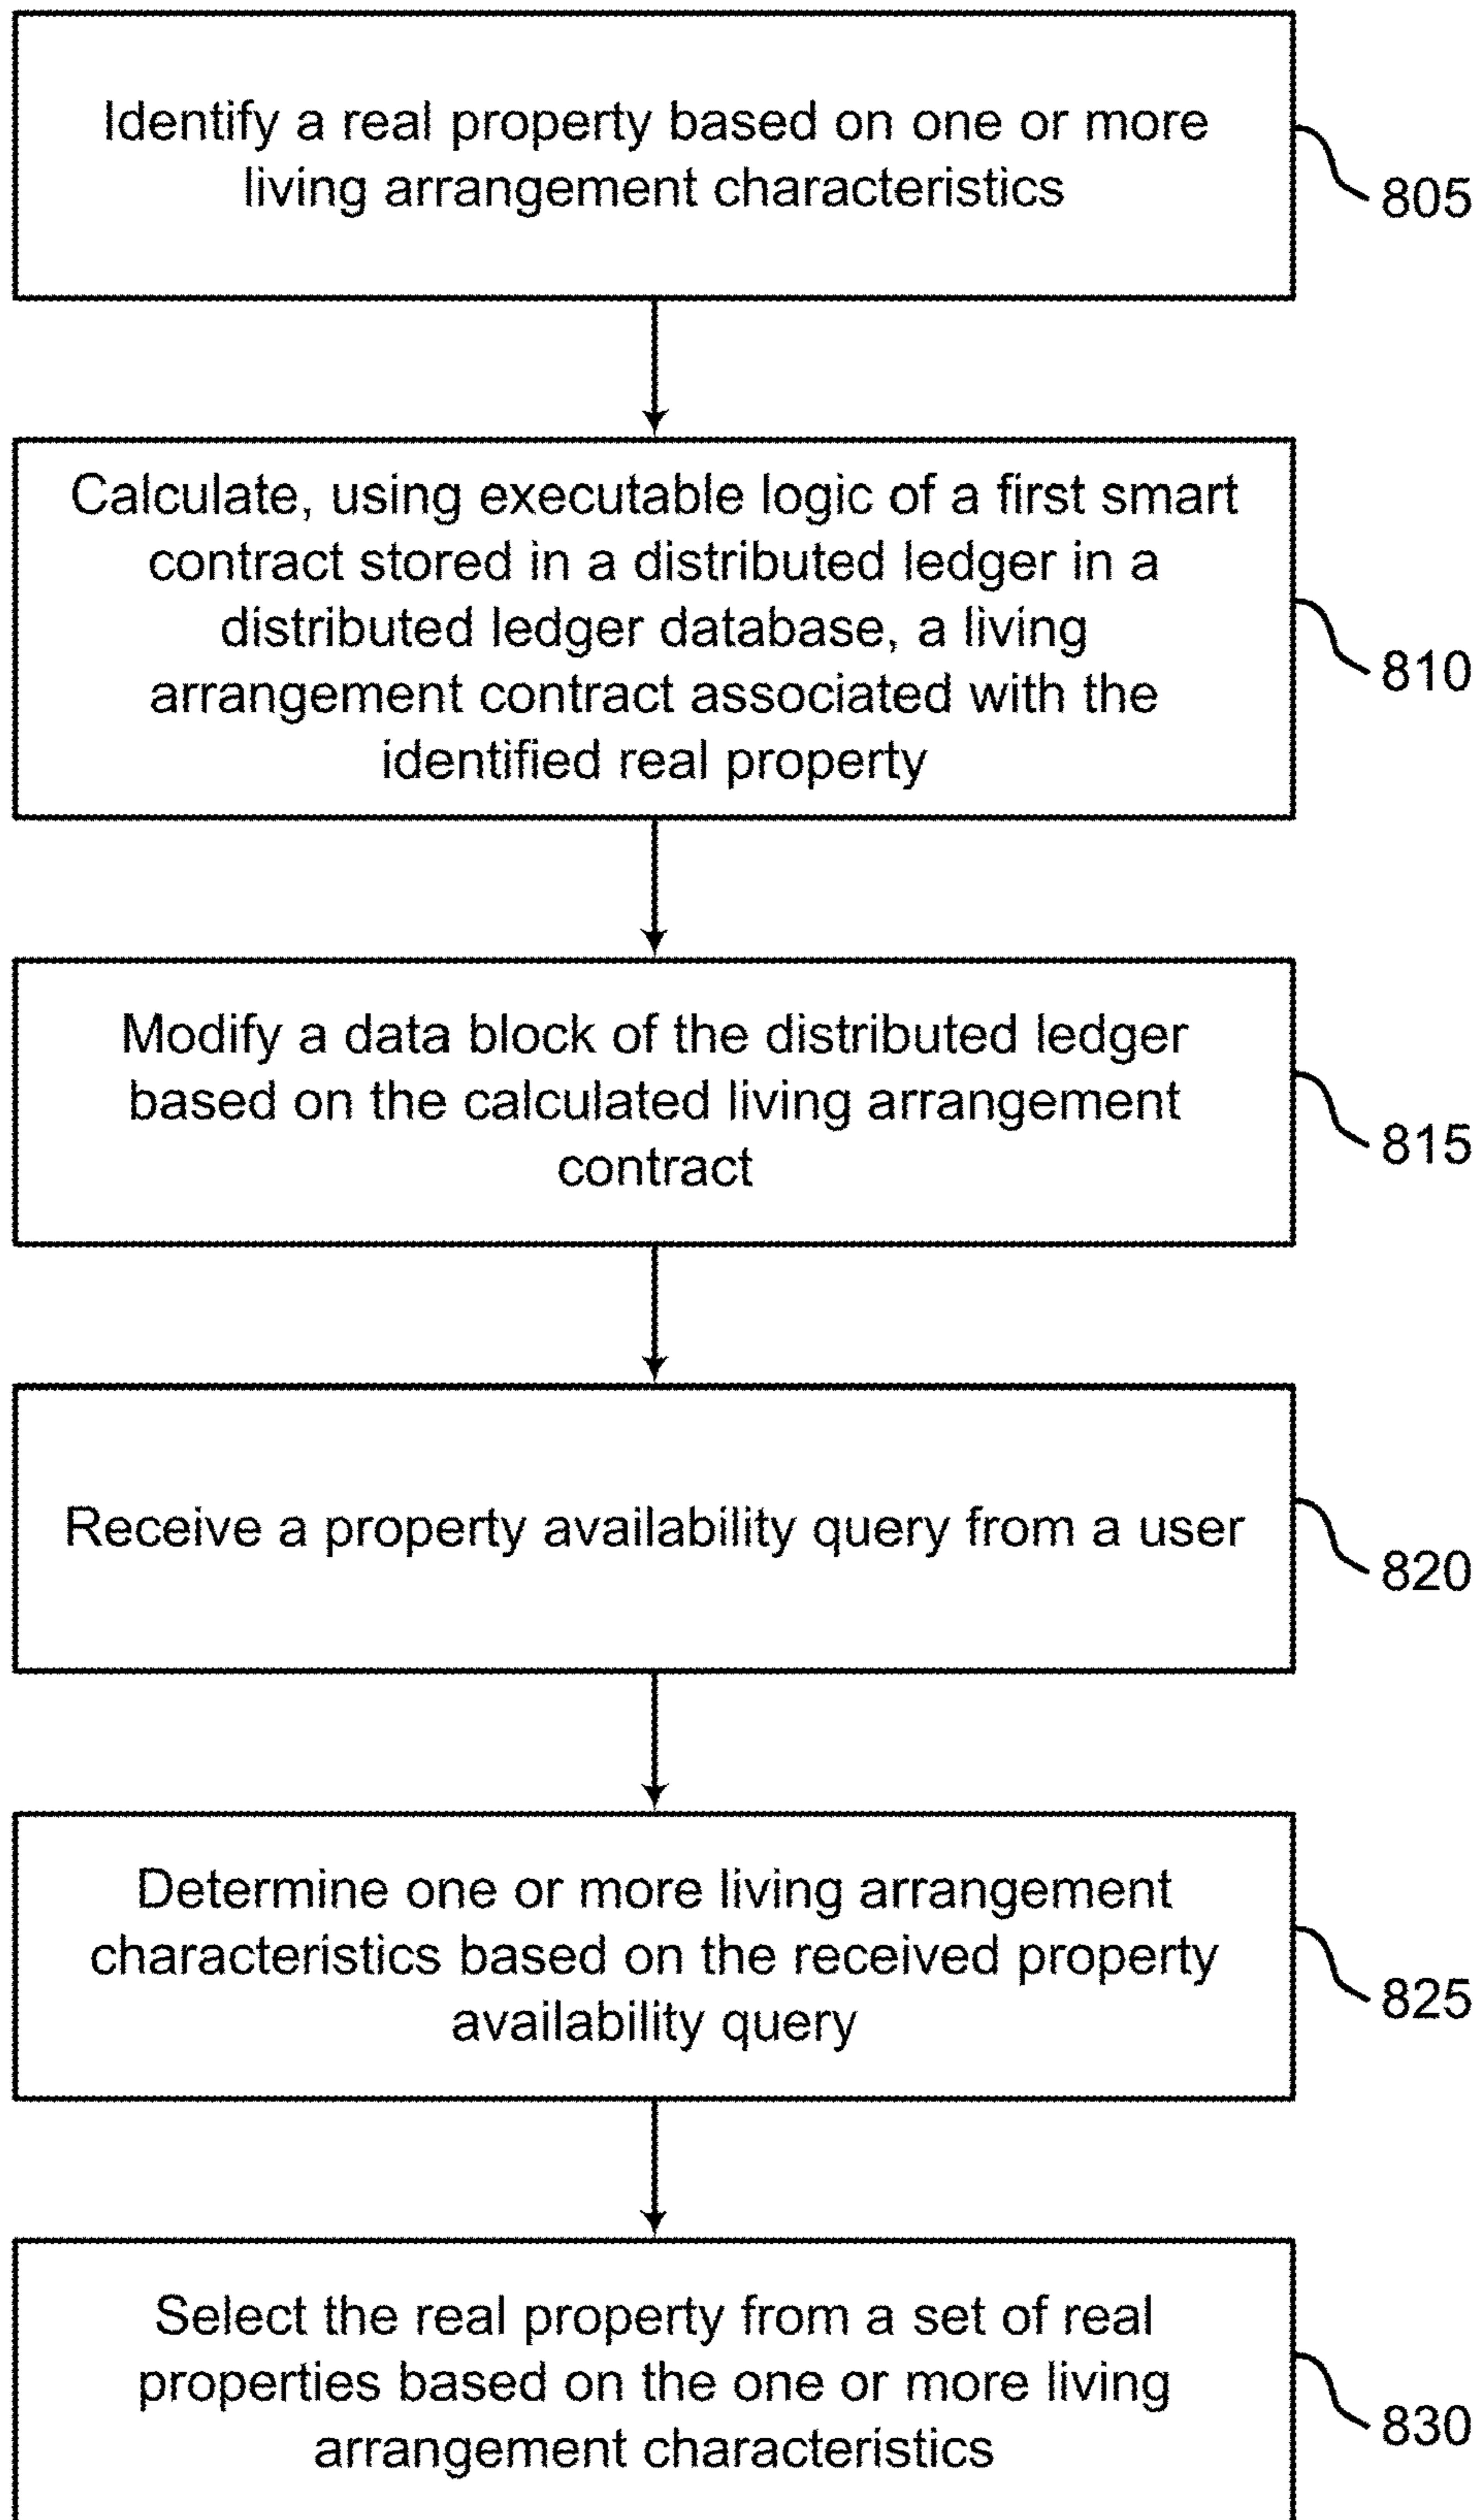 Identify a real property based on one or more
living arrangement characteristics
805
Calculate, using executable logic of a first smart
contract stored in a distributed ledger in a
distributed ledger database, a living
arrangement contract associated with the
identified real property
810
Modify a data block of the distributed ledger
based on the calculated living arrangement
contract
815
Receive a property availability query from a user
820
Determine one or more living arrangement
characteristics based on the received property
availability query
825
Select the real property from a set of real
properties based on the one or more living
arrangement characteristics
830